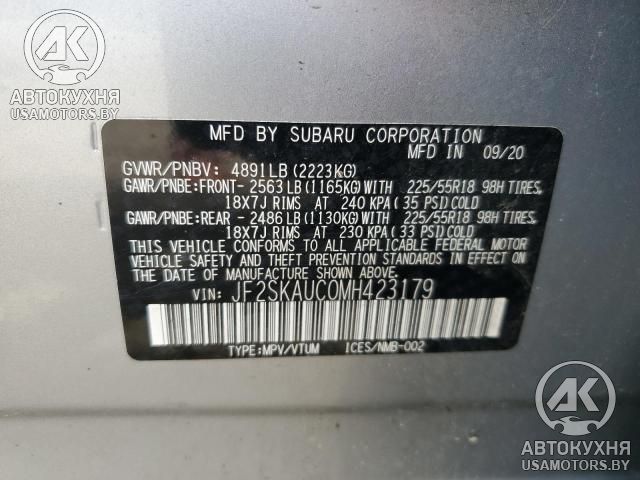 AK
АВТОКУХНЯ
USAMOTORS.BY
MFD BY SUBARU CORPORATION
MFD IN 09/20
GVWR/PNBV: 4891LB(2223KG)
GAWR/PNBE:FRONT- 2563LB(1165KG)WITH 225/55R18 98H TIRES,
18X7J RIMS AT 240 KPA(35 PSI)COLD
GAWR/PNBE:REAR - 2486LB(1130KG)WITH 225/55R18 98H TIRES,
18X7J RIMS AT 230 KPA(33 PSI)COLD
THIS VEHICLE CONFORMS TO ALL APPLICABLE FEDERAL MOTOR
VEHICLE SAFETY AND THEFT PREVENTION STANDARDS IN EFFECT
ON THE DATE OF MANUFACTURE SHOWN ABOVE.
VIN: JF2SKAUC0MH423179
TYPE:MPV/VTUM ICES/NMB-002
AK
АВТОКУХНЯ
USAMOTORS.BY